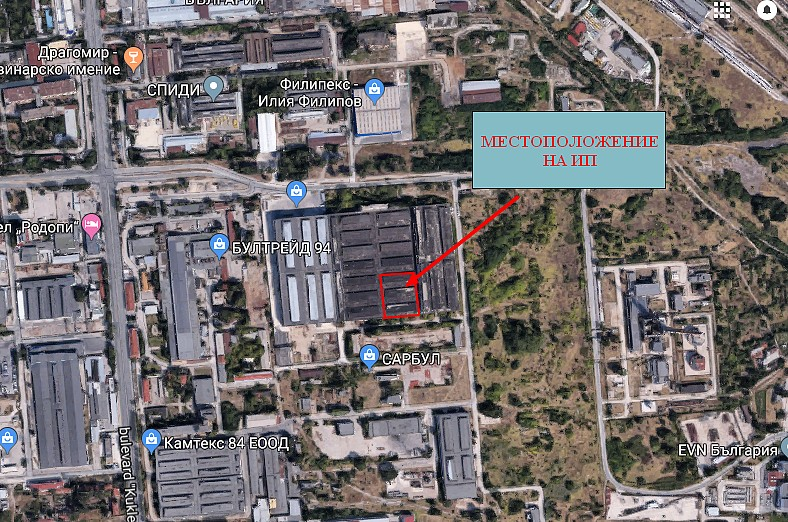 БЪЛГАРИЯ
Драгомир -
винарско имение
СПИДИ
Филипекс -
Илия Филипов
МЕСТОПОЛОЖЕНИЕ
НА ИП
ел „Родопи“
БУЛТРЕЙД 94
САРБУЛ
Камтекс 84 ЕООД
bulevard "Kukle
EVN България